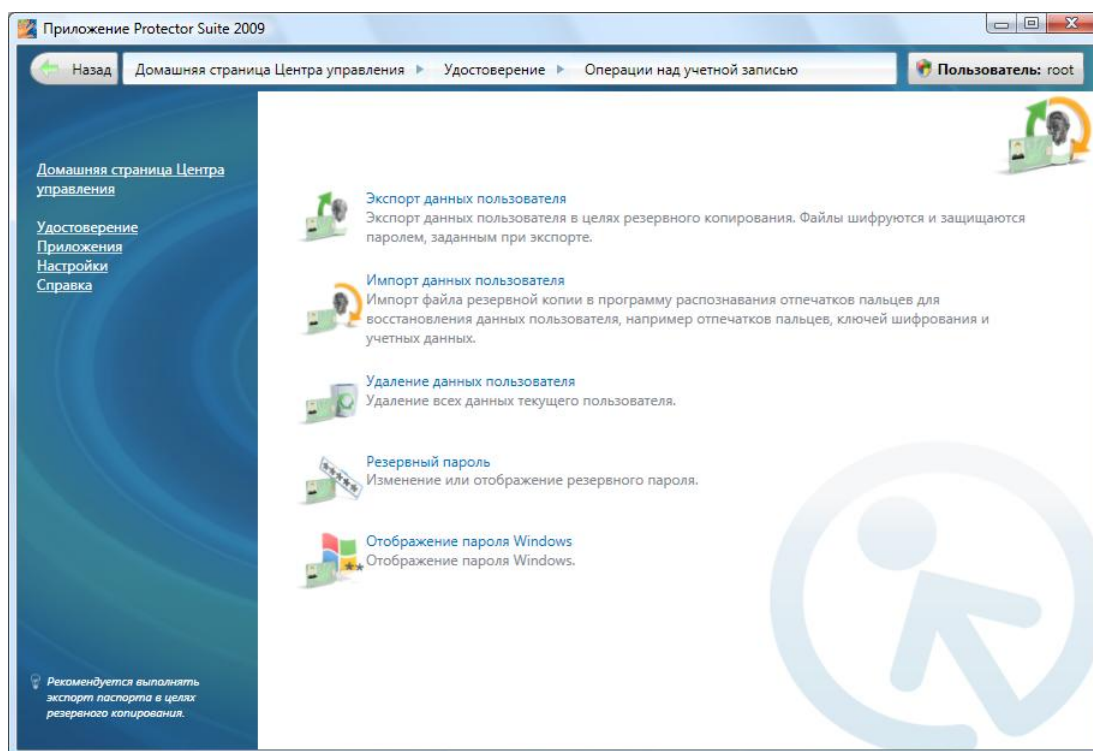 Приложение Protector Suite 2009
Назад
Домашняя страница Центра управления
Удостоверение
Операции над учетной записью
Пользователь: root
Домашняя страница Центра
управления
Удостоверение
Приложения
Настройки
Справка
Экспорт данных пользователя
Экспорт данных пользователя в целях резервного копирования. Файлы шифруются и защищаются
паролем, заданным при экспорте.
Импорт данных пользователя
Импорт файла резервной копии в программу распознавания отпечатков пальцев для
восстановления данных пользователя, например отпечатков пальцев, ключей шифрования и
учетных данных.
Удаление данных пользователя
Удаление всех данных текущего пользователя.
Резервный пароль
Изменение или отображение резервного пароля.
Отображение пароля Windows
Отображение пароля Windows.
Рекомендуется выполнять
экспорт паспорта в целях
резервного копирования.